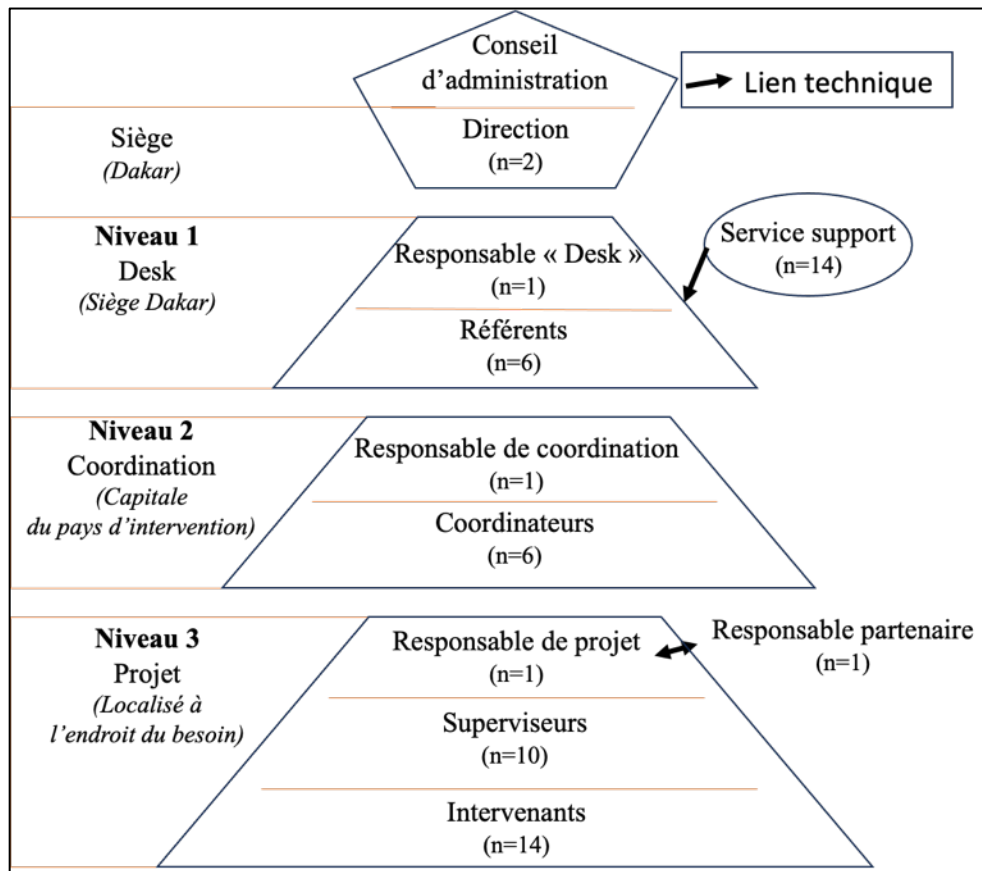 Conseil
d’administration
Lien technique
Direction
(n=2)
Siège
(Dakar)
Niveau 1
Desk
(Siège Dakar)
Responsable « Desk »
(n=1)
Référents
(n=6)
Service support
(n=14)
Niveau 2
Coordination
(Capitale
du pays d’intervention)
Responsable de coordination
(n=1)
Coordinateurs
(n=6)
Niveau 3
Projet
(Localisé à
l’endroit du besoin)
Responsable de projet
(n=1)
Responsable partenaire
(n=1)
Superviseurs
(n=10)
Intervenants
(n=14)